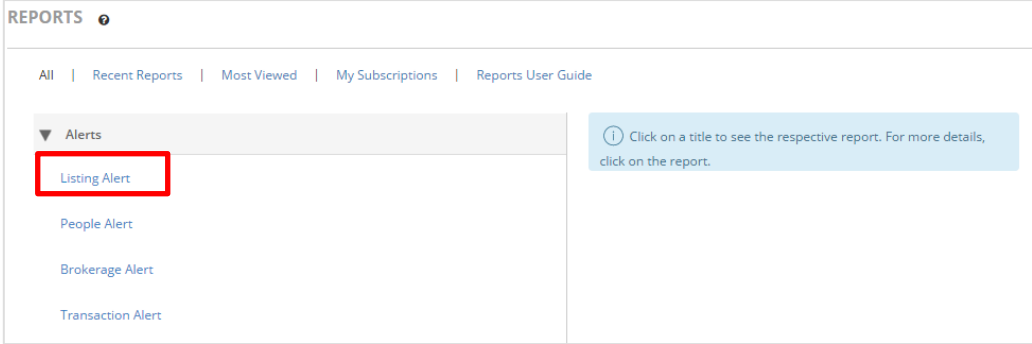 REPORTS
All | Recent Reports | Most Viewed | My Subscriptions | Reports User Guide
Alerts
Listing Alert
People Alert
Brokerage Alert
Transaction Alert
Click on a title to see the respective report. For more details,
click on the report.